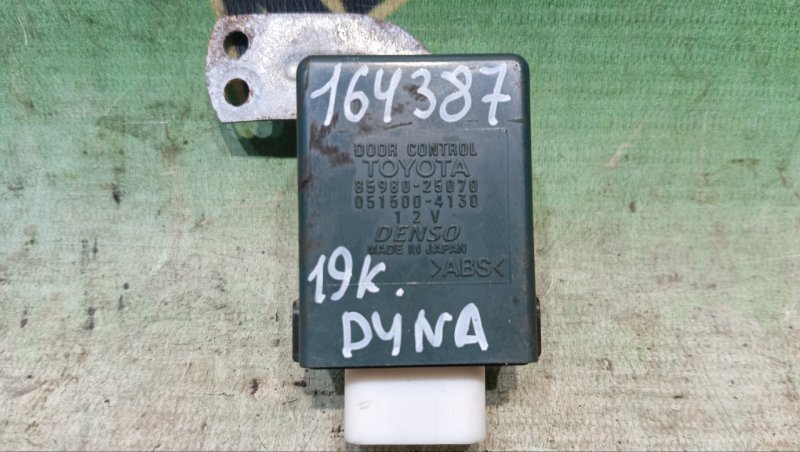 164387
DOOR CONTROL
TOYOTA
85980-25070
051500-4130
12V
DENSO
MADE IN JAPAN
>ABS<
19к.
DYNA